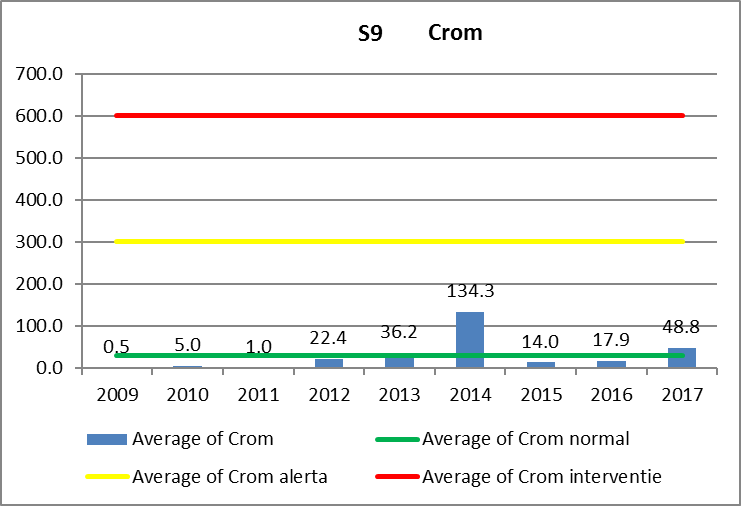 S9 Crom
700.0
600.0
500.0
400.0
300.0
200.0
100.0
0.0
0.5 5.0 1.0 22.4 36.2 134.3 14.0 17.9 48.8
2009 2010 2011 2012 2013 2014 2015 2016 2017
Average of Crom Average of Crom normal
Average of Crom alerta Average of Crom interventie